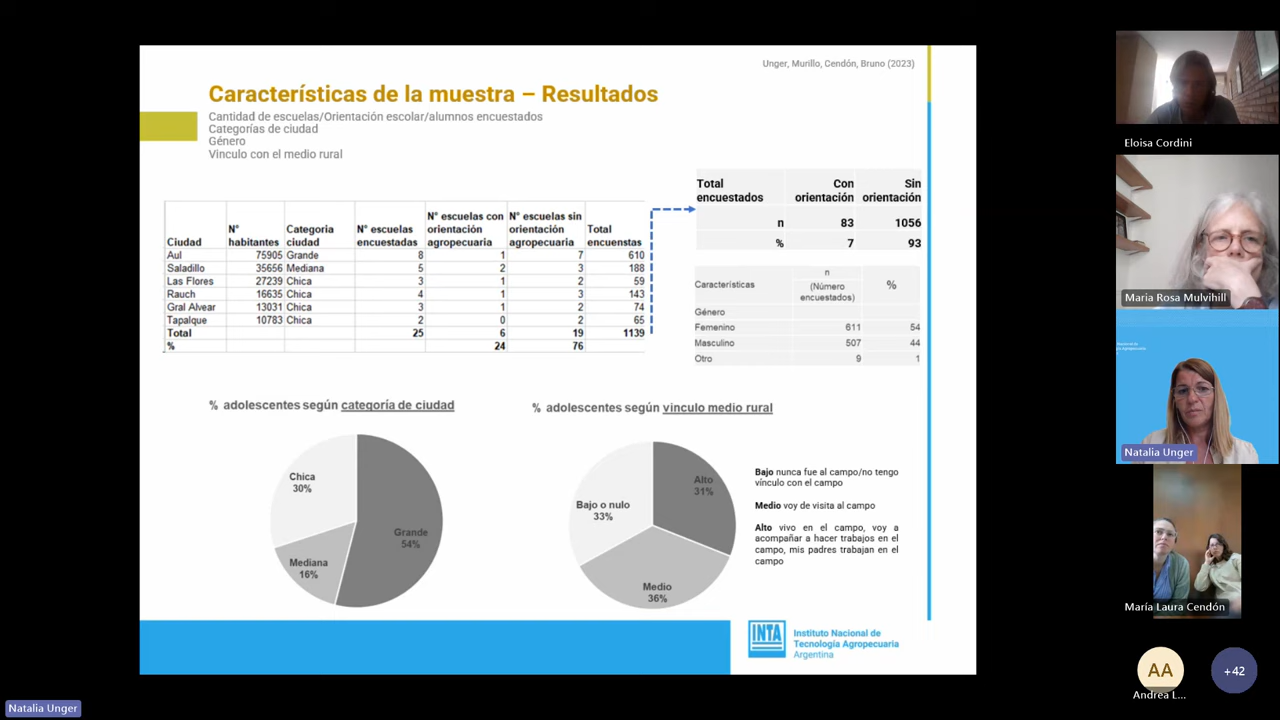 Unger, Murillo, Cendón, Bruno (2023)
Características de la muestra – Resultados
Cantidad de escuelas/Orientación escolar/alumnos encuestados
Categorías de ciudad
Género
Vinculo con el medio rural
Ciudad N° habitantes Categoria ciudad N° escuelas encuestadas N° escuelas con orientación agropecuaria N° escuelas sin orientación agropecuaria Total encuenstas
Aul 75905 Grande 8 1 7 610
Saladillo 35656 Mediana 5 2 3 188
Las Flores 27239 Chica 3 1 2 59
Rauch 16635 Chica 4 1 3 143
Gral Alvear 13031 Chica 3 1 2 74
Tapalque 10783 Chica 2 0 2 65
Total 25 6 19 1139
% 24 76
Total encuestados Con orientación Sin orientación
n 83 1056
% 7 93
Características n (Número encuestados) %
Género
Femenino 611 54
Masculino 507 44
Otro 9 1
% adolescentes según categoría de ciudad
Chica
30%
Grande
54%
Mediana
16%
% adolescentes según vinculo medio rural
Alto
31%
Bajo o nulo
33%
Medio
36%
Bajo nunca fue al campo/no tengo
vínculo con el campo
Medio voy de visita al campo
Alto vivo en el campo, voy a
acompañar a hacer trabajos en el
campo, mis padres trabajan en el
campo
INTA
Instituto Nacional de
Tecnología Agropecuaria
Argentina
Eloisa Cordini
Maria Rosa Mulvihill
Natalia Unger
María Laura Cendón
AA
Andrea L...
+42
Natalia Unger